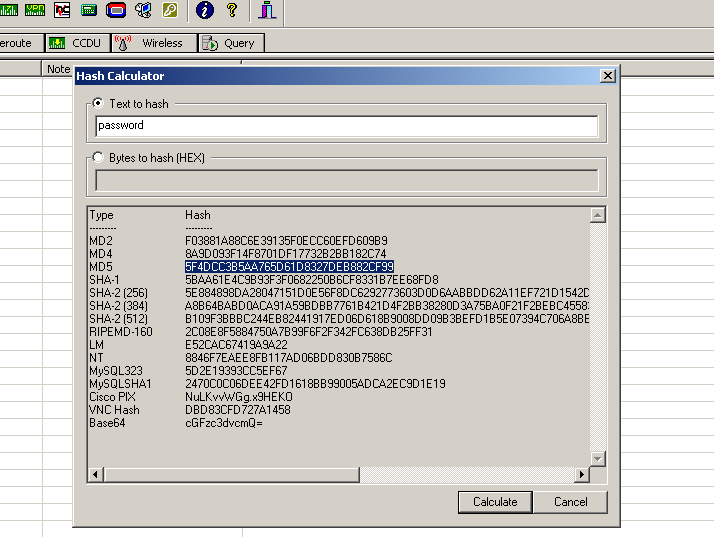 eroute CCDU Wireless Query
Note
Hash Calculator
Text to hash
password
Bytes to hash (HEX)
Type Hash
--------- ---------
MD2 F03881A88C6E39135F0ECC60EFD609B9
MD4 8A9D093F14F8701DF17732B2BB182C74
MD5 5F4DCC3B5AA765D61D8327DEB882CF99
SHA-1 5BAA61E4C9B93F3F0682250B6CF8331B7EE68FD8
SHA-2 (256) 5E884898DA28047151D0E56F8DC6292773603D0D6AABBDD62A11EF721D1542D
SHA-2 (384) A8B64BABD0ACA91A59BDBB7761B421D4F2BB38280D3A75BA0F21F2BEBC4558
SHA-2 (512) B109F3BBBC244EB82441917ED06D618B9008DD09B3BEFD1B5E07394C706A8BB
RIPEMD-160 2C08E8F5884750A7B99F6F2F342FC638DB25FF31
LM E52CAC67419A9A22
NT 8846F7EAEE8FB117AD06BDD830B7586C
MySQL323 5D2E19393CC5EF67
MySQLSHA1 2470C0C06DEE42FD1618BB99005ADCA2EC9D1E19
Cisco PIX NuLKvvWGg.x9HEKO
VNC Hash DBD83CFD727A1458
Base64 cGFzc3dvcmQ=
Calculate Cancel